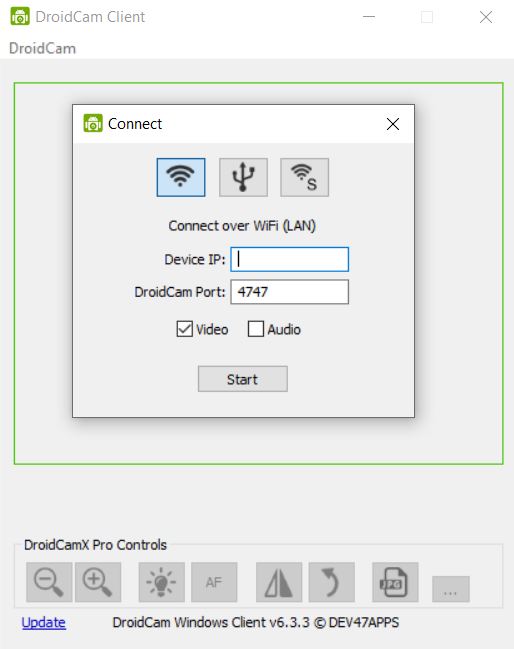 DroidCam Client
DroidCam
Connect
S
Connect over WiFi (LAN)
Device IP:
DroidCam Port: 4747
Video Audio
Start
DroidCamX Pro Controls
AF JPG ...
Update DroidCam Windows Client v6.3.3 © DEV47APPS